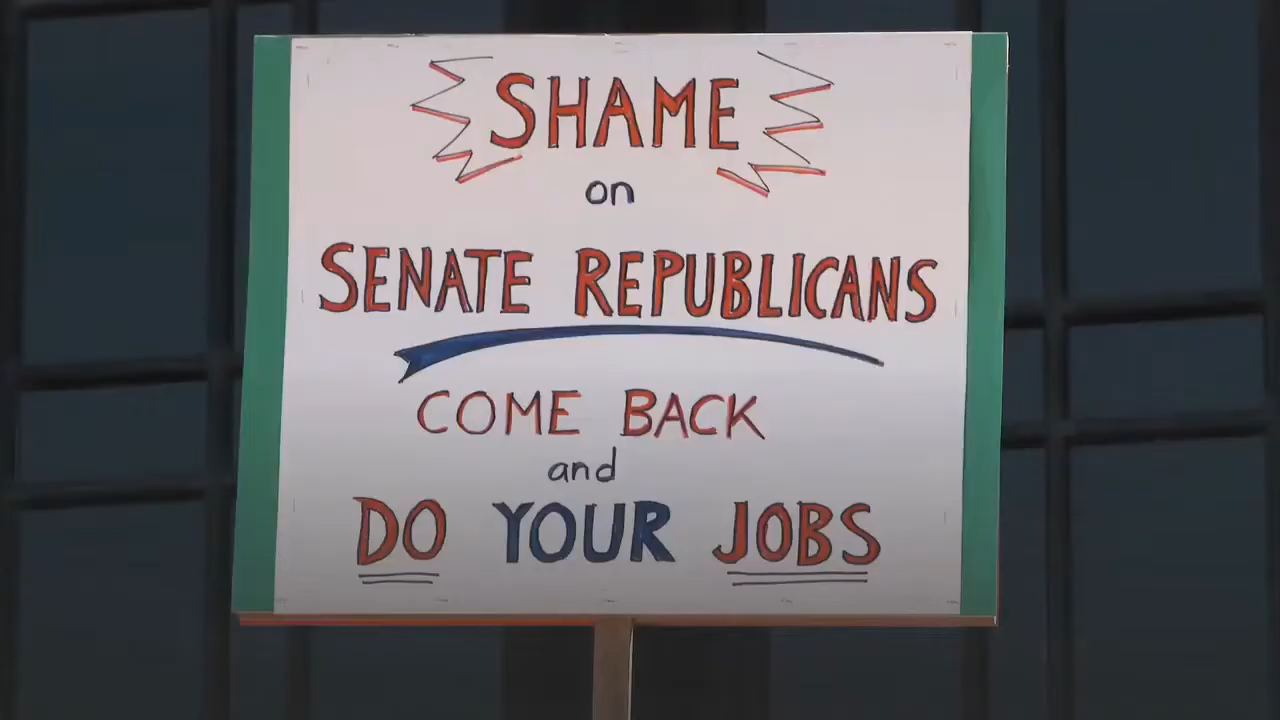 SHAME
on
SENATE REPUBLICANS
COME BACK
and
DO YOUR JOBS